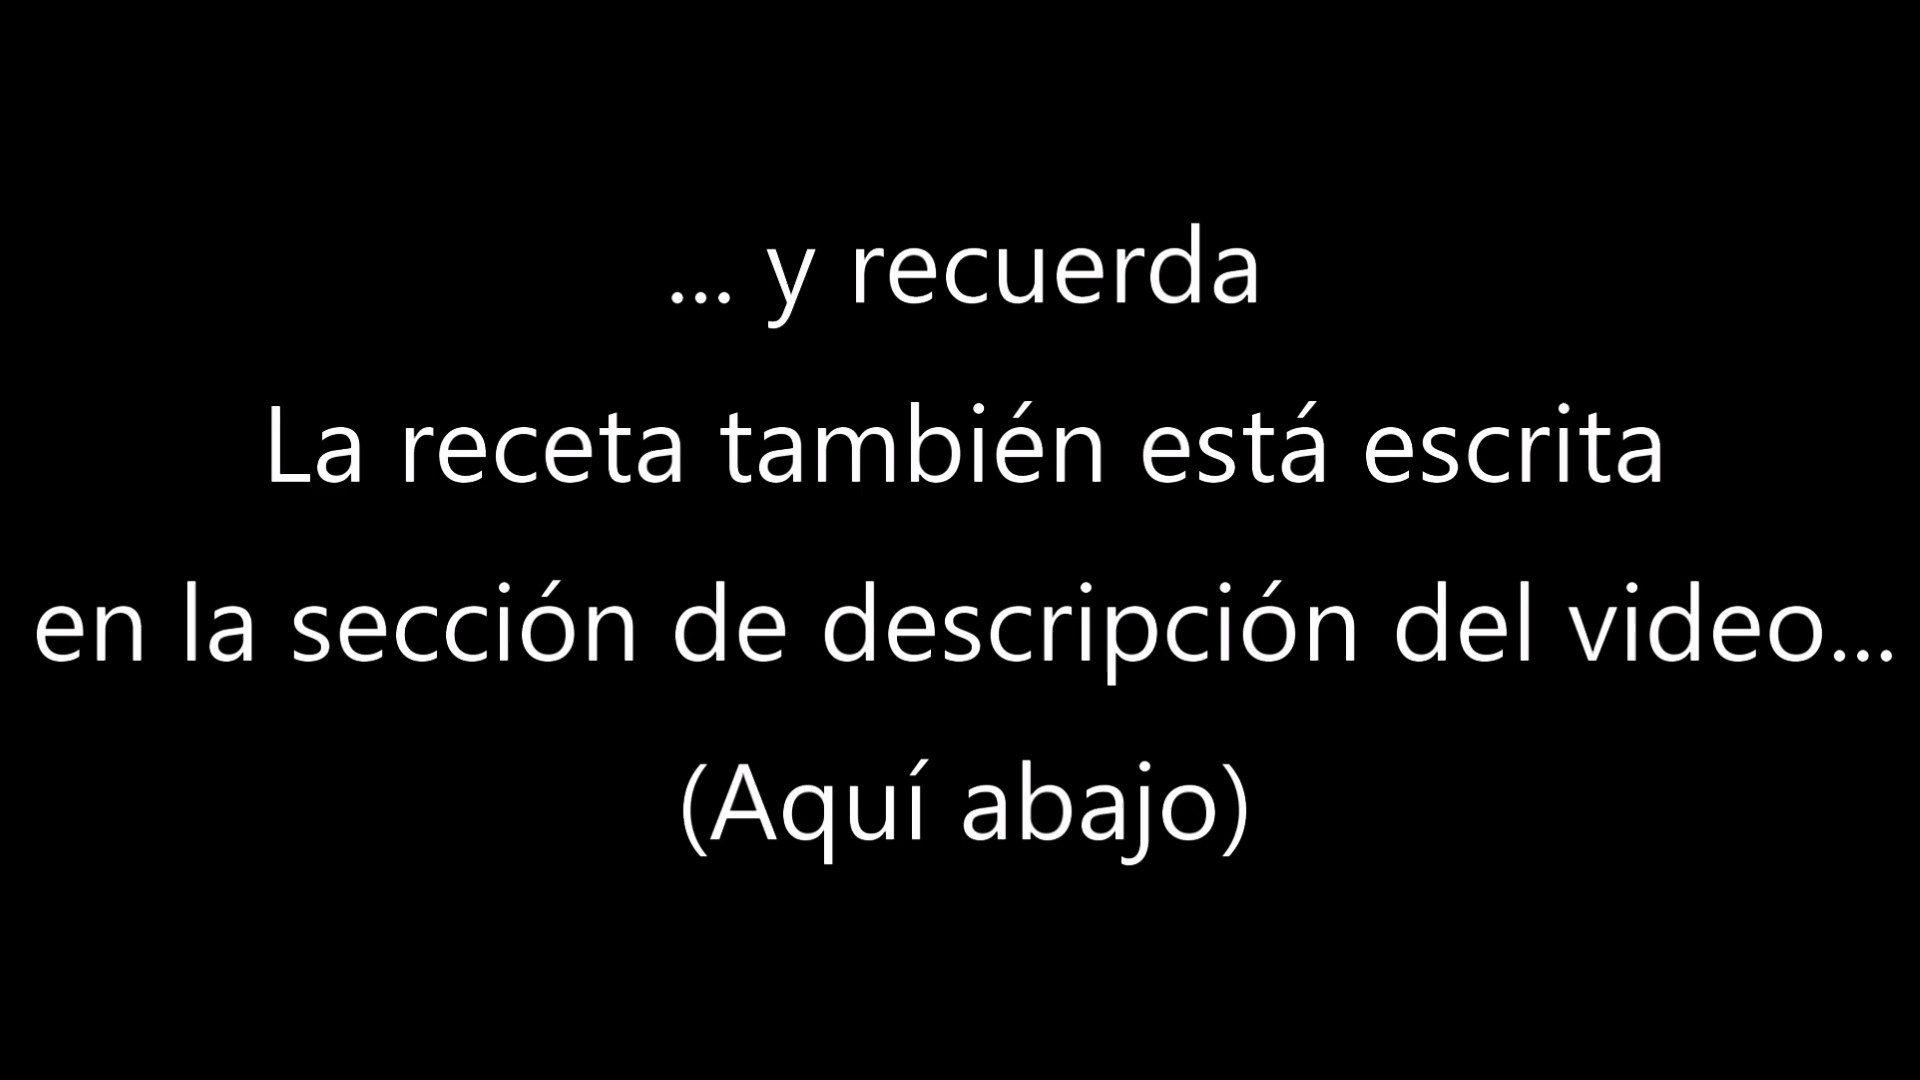 ... y recuerda
La receta también está escrita
en la sección de descripción del video...
(Aquí abajo)